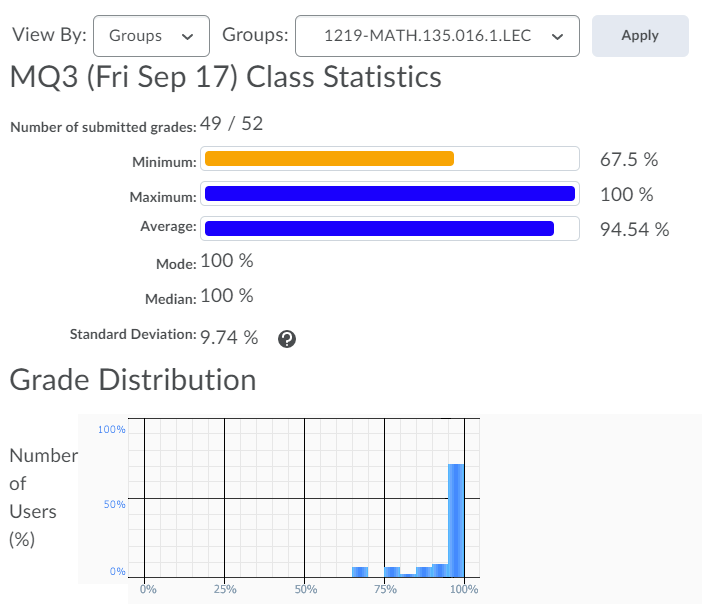 View By: Groups Groups: 1219-MATH.135.016.1.LEC Apply
MQ3 (Fri Sep 17) Class Statistics
Number of submitted grades: 49 / 52
Minimum: 67.5 %
Maximum: 100 %
Average: 94.54 %
Mode: 100 %
Median: 100 %
Standard Deviation: 9.74 % ?
Grade Distribution
Number
of
Users
(%)
100%
50%
0%
0% 25% 50% 75% 100%